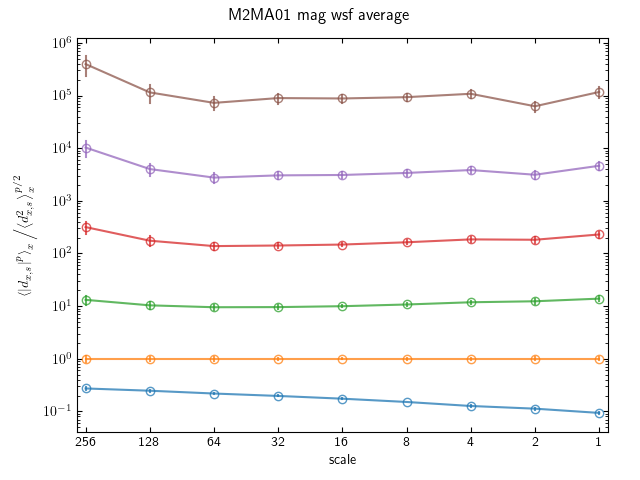 M2MA01 mag wsf average
⟨|d_{x,s}|^p⟩_x / ⟨d_{x,s}^2⟩_x^{p/2}
10^6
10^5
10^4
10^3
10^2
10^1
10^0
10^{-1}
256 128 64 32 16 8 4 2 1
scale